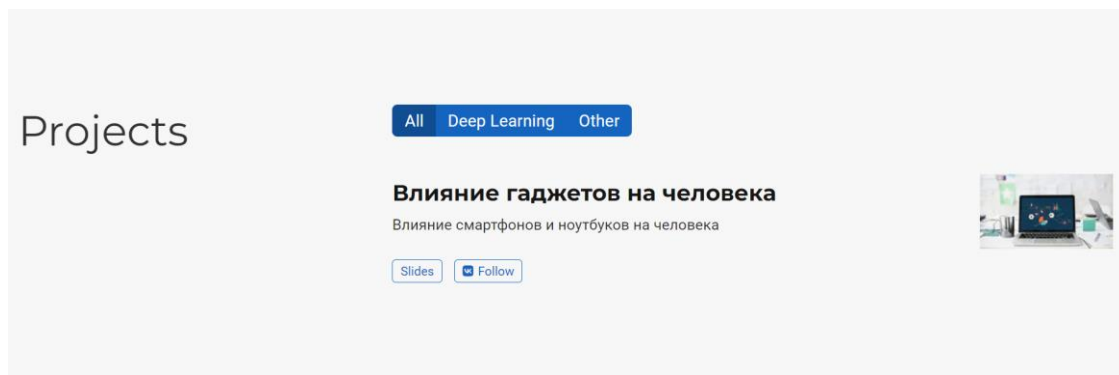 Projects
All Deep Learning Other
Влияние гаджетов на человека
Влияние смартфонов и ноутбуков на человека
Slides Follow